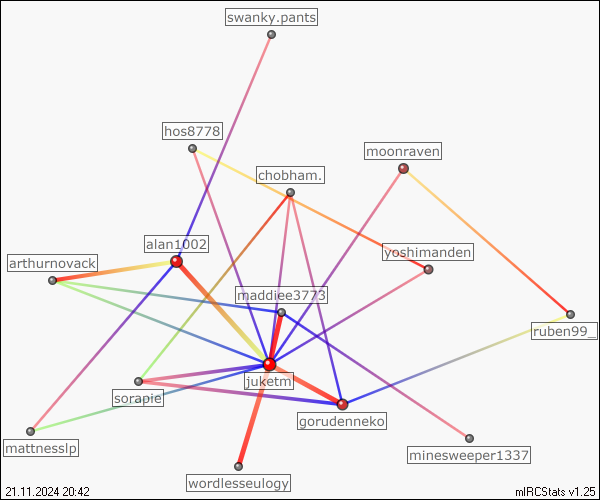 swanky.pants
hos8778
moonraven
chobham.
alan1002
yoshimanden
arthurnovack
maddiee3773
ruben99_
juketm
sorapie
gorudenneko
mattnesslp
minesweeper1337
wordlesseulogy
21.11.2024 20:42
mIRCStats v1.25